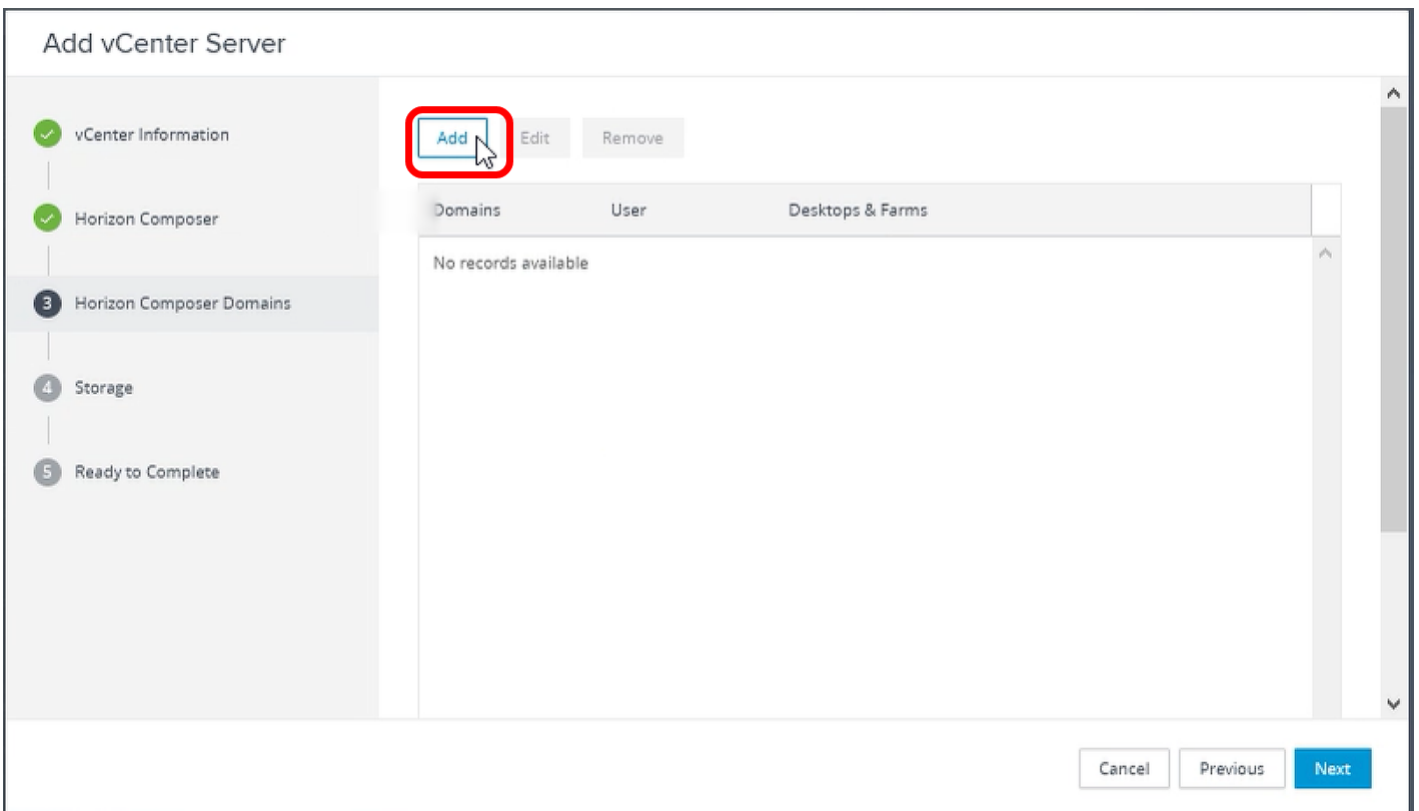 Add vCenter Server
vCenter Information
Horizon Composer
3 Horizon Composer Domains
4 Storage
5 Ready to Complete
Add Edit Remove
Domains User Desktops & Farms
No records available
Cancel Previous Next